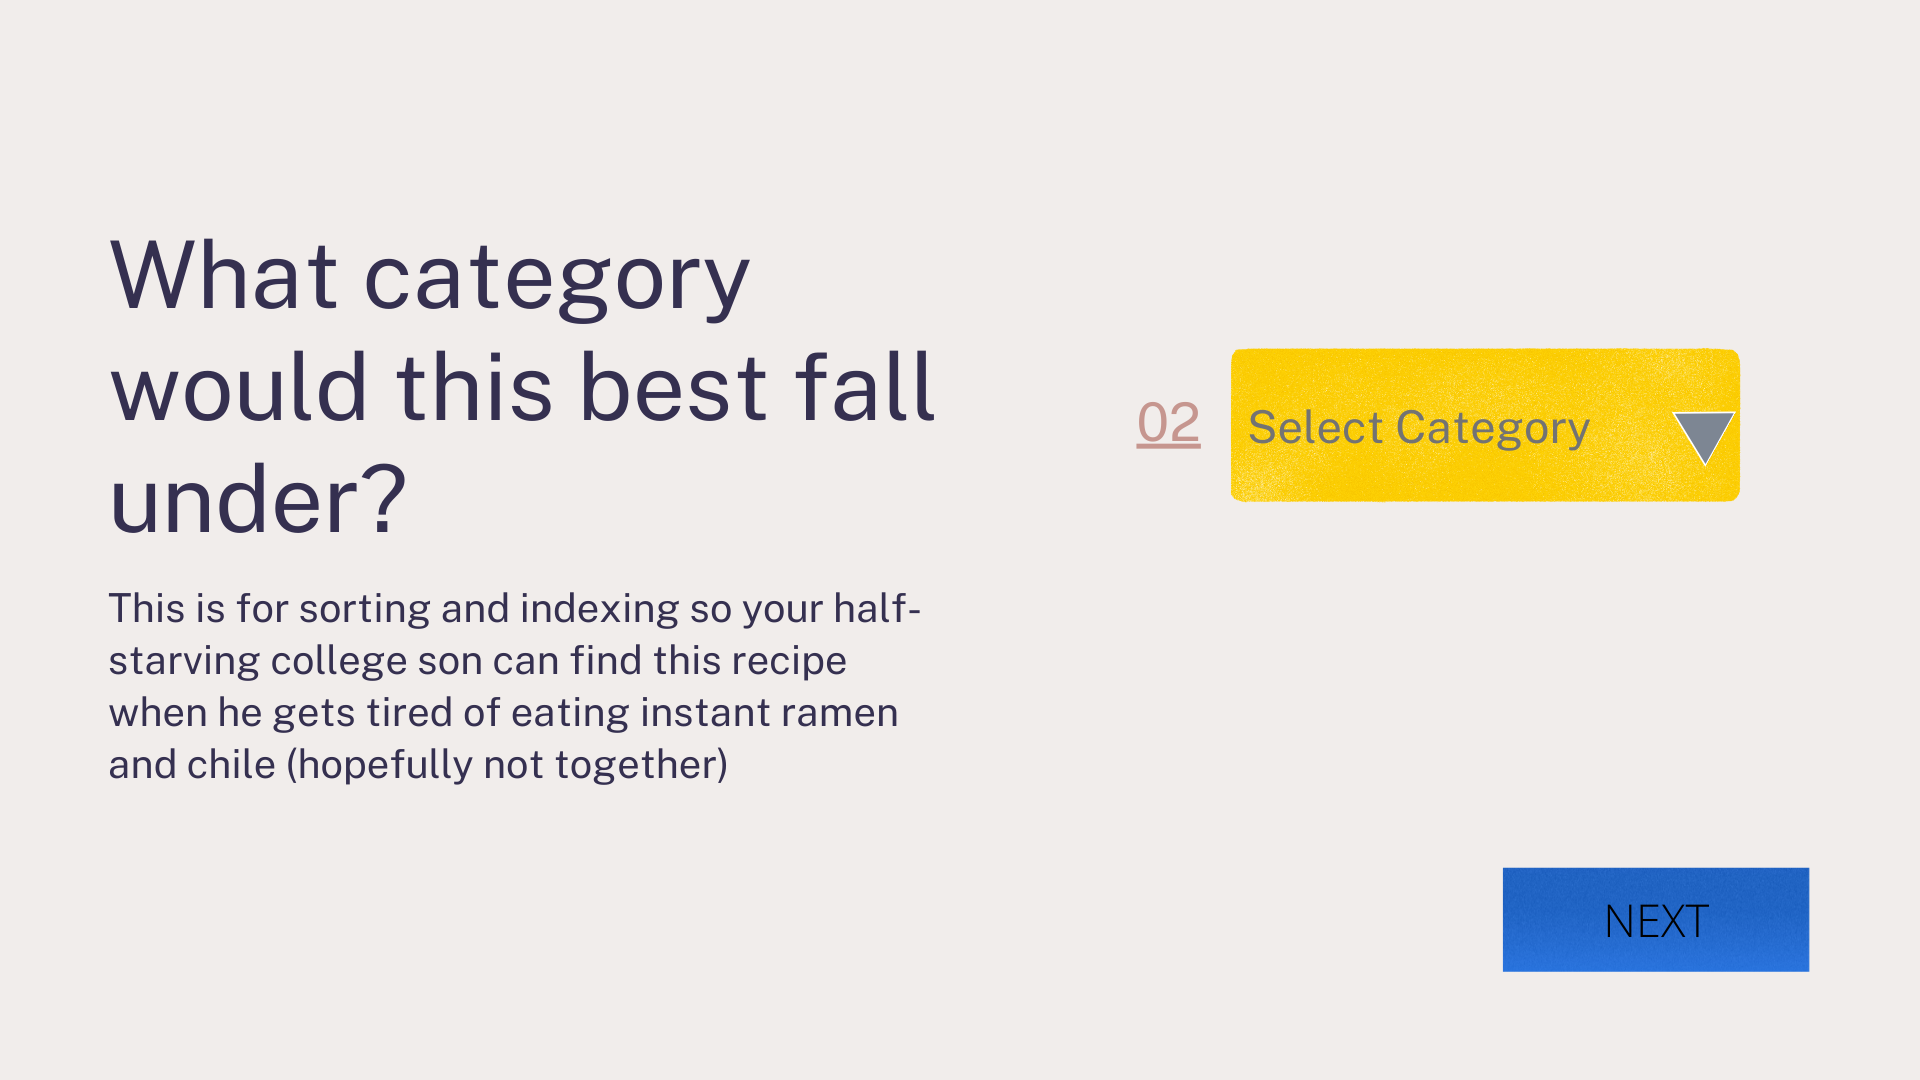 What category
would this best fall
under?
This is for sorting and indexing so your half-
starving college son can find this recipe
when he gets tired of eating instant ramen
and chile (hopefully not together)
02
Select Category
NEXT